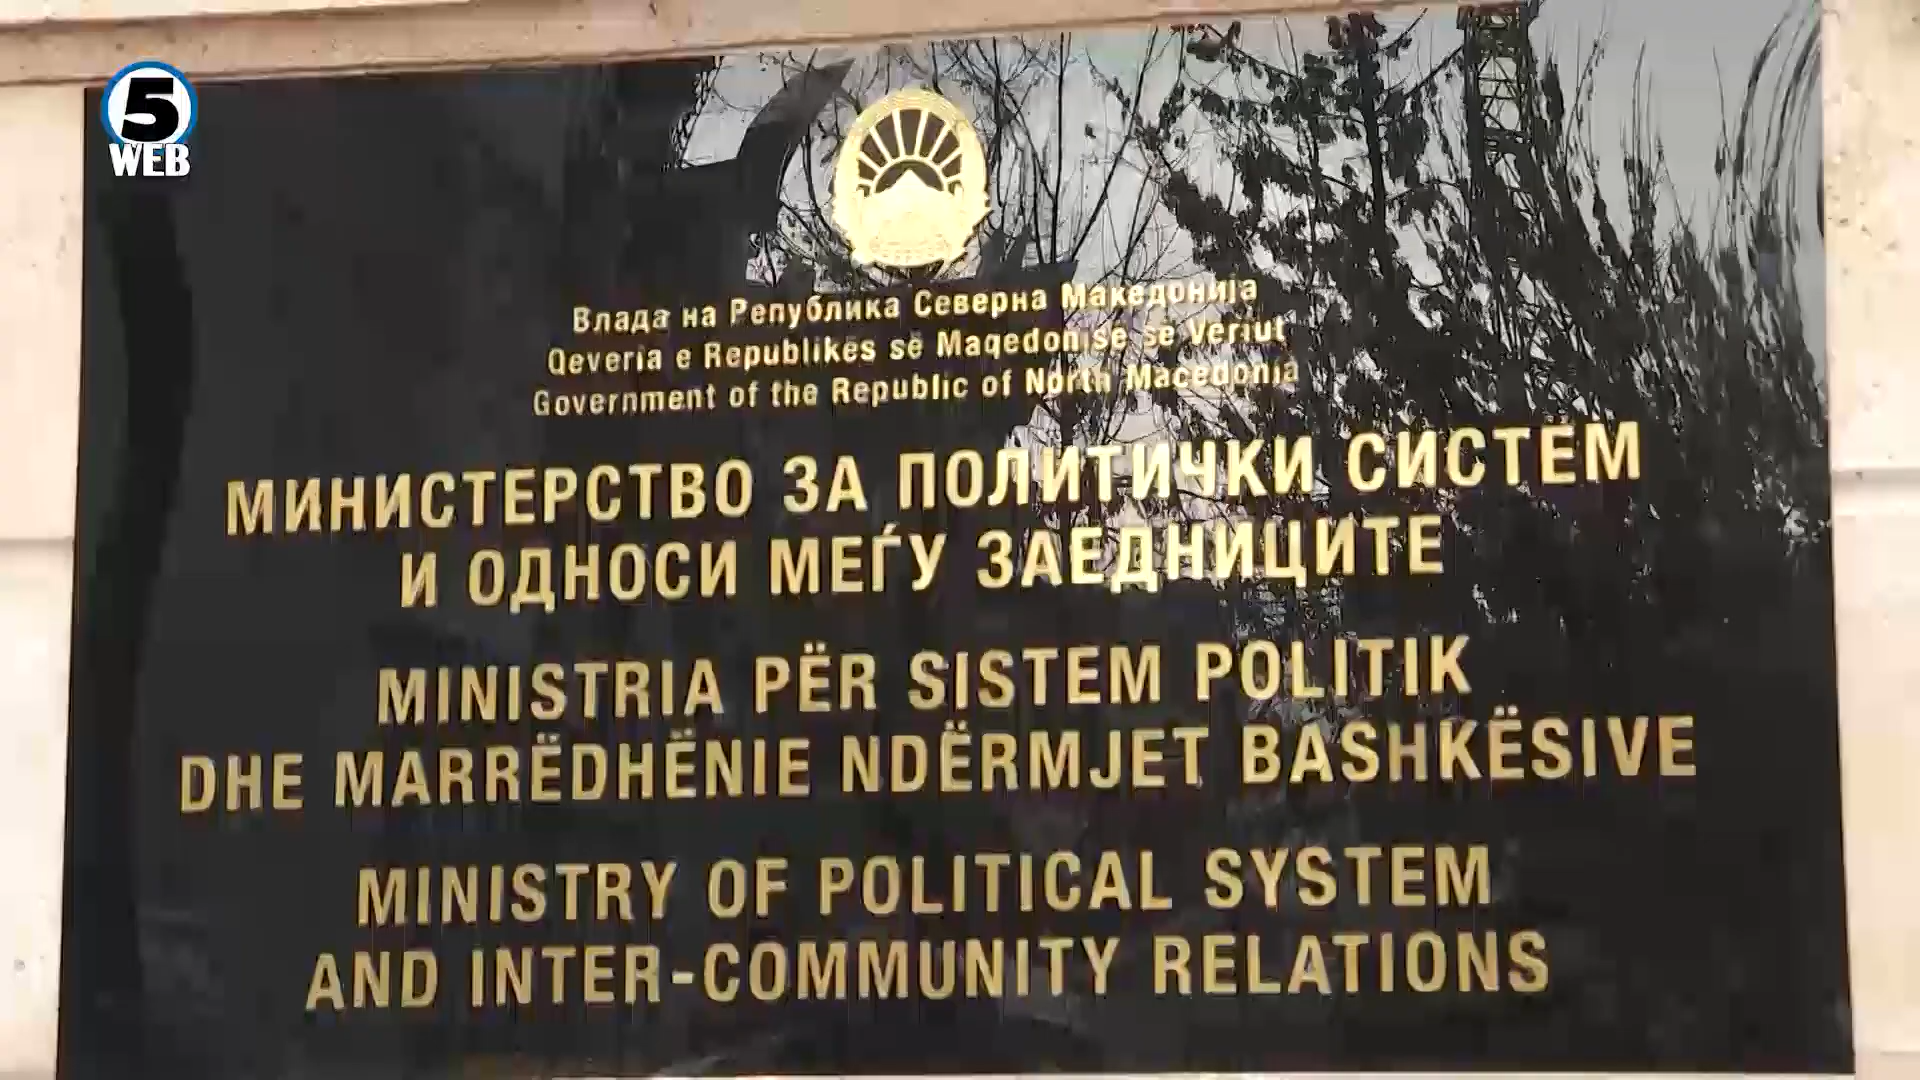 5
WEB
Влада на Република Северна Македонија
Qeveria e Republikës së Maqedonisë së Veriut
Government of the Republic of North Macedonia
МИНИСТЕРСТВО ЗА ПОЛИТИЧКИ СИСТЕМ
И ОДНОСИ МЕЃУ ЗАЕДНИЦИТЕ
MINISTRIA PËR SISTEM POLITIK
DHE MARRËDHËNIE NDËRMJET BASHKËSIVE
MINISTRY OF POLITICAL SYSTEM
AND INTER-COMMUNITY RELATIONS